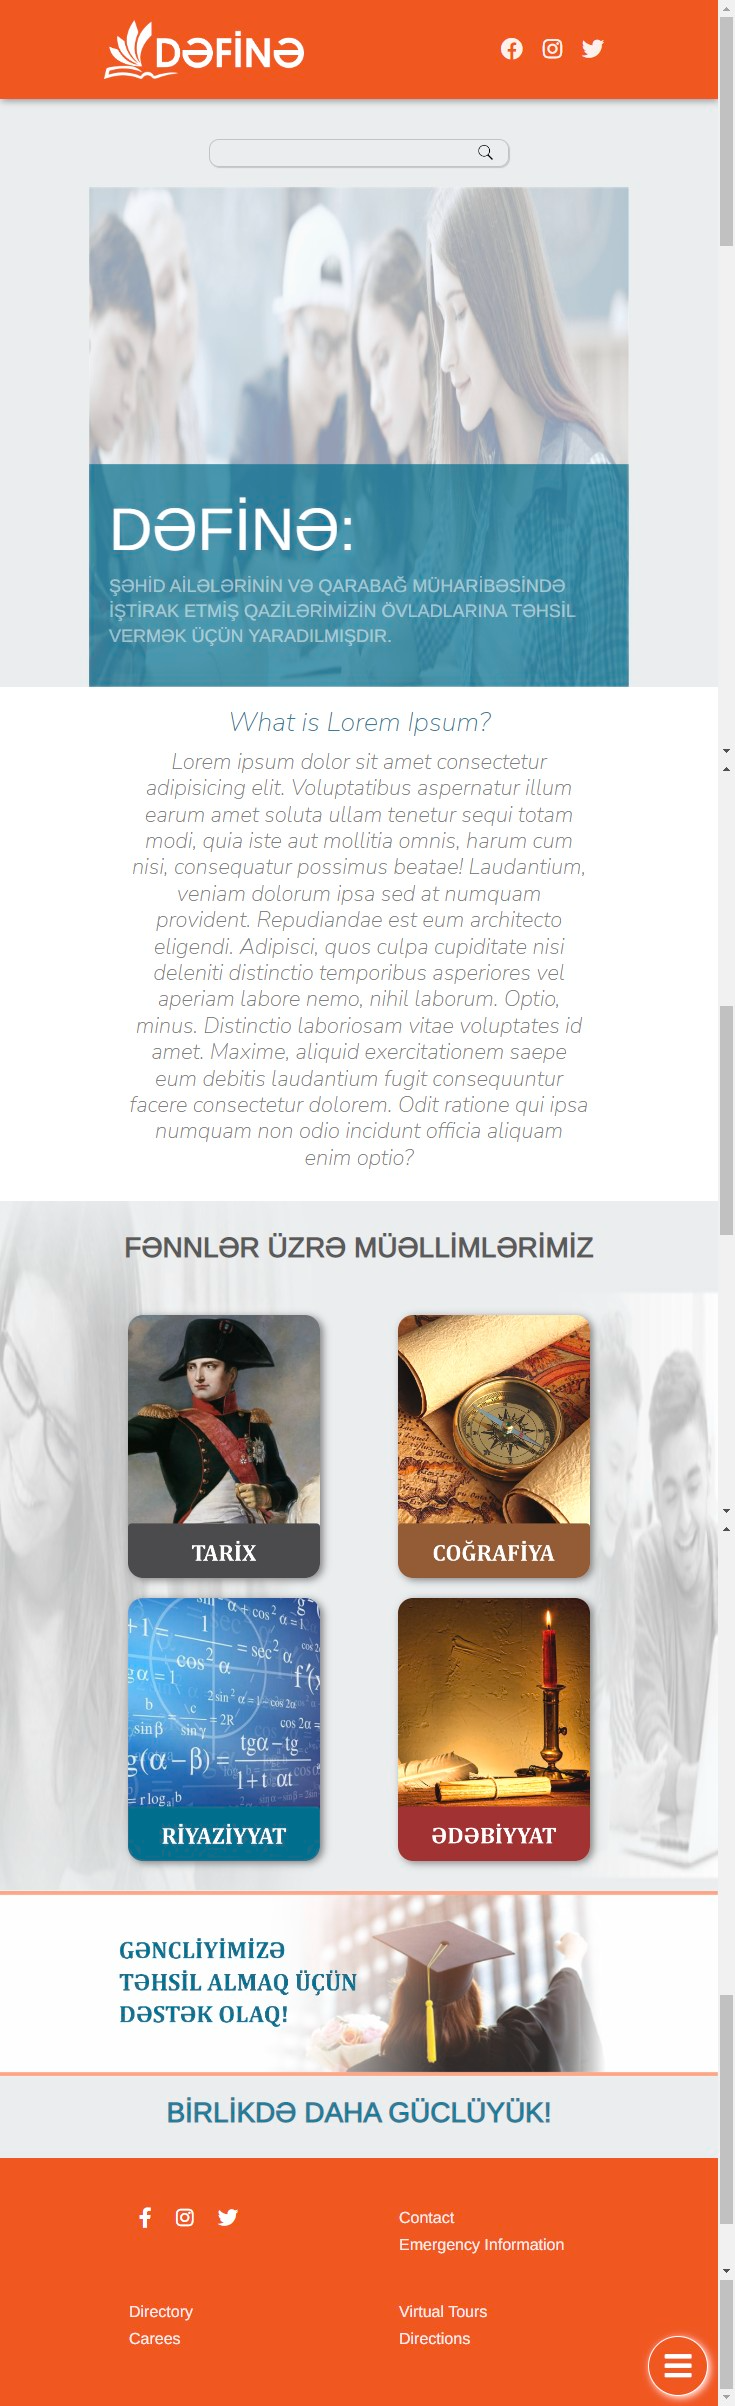 DƏFİNƏ
DƏFİNƏ:
ŞƏHİD AİLƏLƏRİNİN VƏ QARABAĞ MÜHARİBƏSİNDƏ
İŞTİRAK ETMİŞ QAZİLƏRİMİZİN ÖVLADLARINA TƏHSİL
VERMƏK ÜÇÜN YARADILMIŞDIR.
What is Lorem Ipsum?
Lorem ipsum dolor sit amet consectetur
adipisicing elit. Voluptatibus aspernatur illum
earum amet soluta ullam tenetur sequi totam
modi, quia iste aut mollitia omnis, harum cum
nisi, consequatur possimus beatae! Laudantium,
veniam dolorum ipsa sed at numquam
provident. Repudiandae est eum architecto
eligendi. Adipisci, quos culpa cupiditate nisi
deleniti distinctio temporibus asperiores vel
aperiam labore nemo, nihil laborum. Optio,
minus. Distinctio laboriosam vitae voluptates id
amet. Maxime, aliquid exercitationem saepe
eum debitis laudantium fugit consequuntur
facere consectetur dolorem. Odit ratione qui ipsa
numquam non odio incidunt officia aliquam
enim optio?
FƏNNLƏR ÜZRƏ MÜƏLLİMLƏRİMİZ
TARİX
COĞRAFİYA
RİYAZİYYAT
ƏDƏBİYYAT
GƏNCLİYİMİZƏ
TƏHSİL ALMAQ ÜÇÜN
DƏSTƏK OLAQ!
BİRLİKDƏ DAHA GÜCLÜYÜK!
Contact
Emergency Information
Directory
Carees
Virtual Tours
Directions